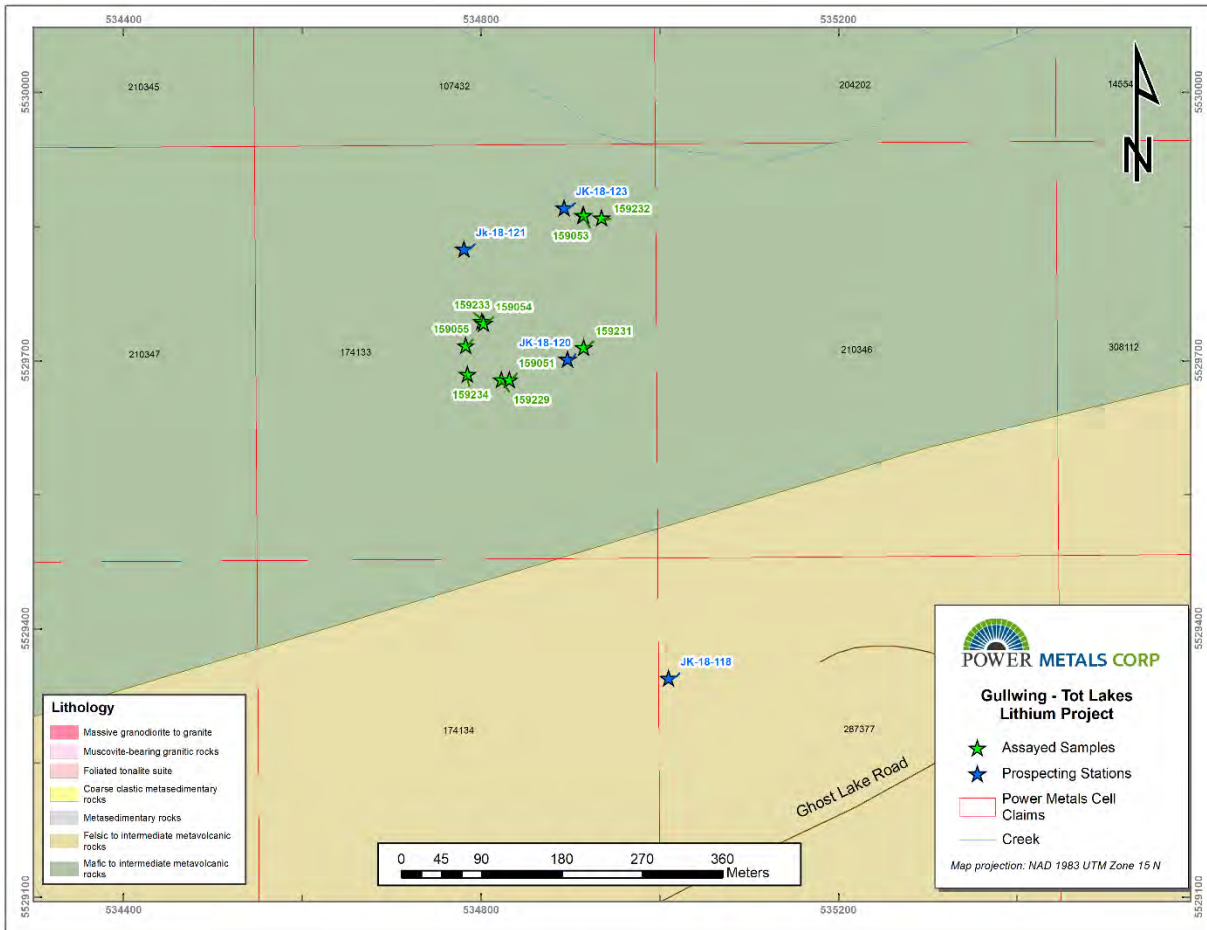 534400
534800
535200
5530000
5530000
210345
107432
204202
14554
N
JK-18-123
159232
159053
Jk-18-121
159233
159054
159055
JK-18-120
159231
159051
159234
159229
5529700
5529700
210347
174133
210346
308112
5529400
5529400
JK-18-118
174134
287377
Ghost Lake Road
Lithology
Massive granodiorite to granite
Muscovite-bearing granitic rocks
Foliated tonalite suite
Coarse clastic metasedimentary
rocks
Metasedimentary rocks
Felsic to intermediate metavolcanic
rocks
Mafic to intermediate metavolcanic
rocks
0 45 90 180 270 360
Meters
POWER METALS CORP
Gullwing - Tot Lakes
Lithium Project
Assayed Samples
Prospecting Stations
Power Metals Cell
Claims
Creek
Map projection: NAD 1983 UTM Zone 15 N
5529100
5529100
534400
534800
535200